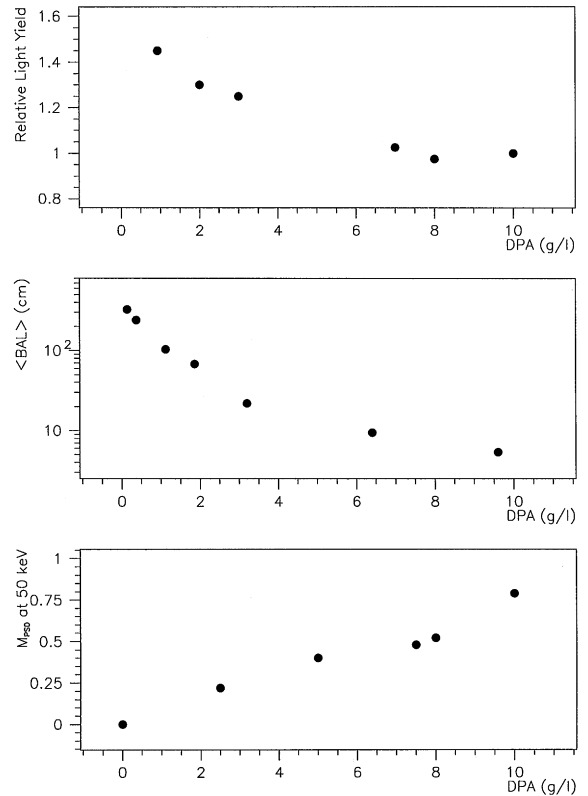 Relative Light Yield
1.6
1.4
1.2
1
0.8
0 2 4 6 8 10
DPA (g/l)
<BAL> (cm)
10²
10
0 2 4 6 8 10
DPA (g/l)
M_PSD at 50 keV
1
0.75
0.5
0.25
0
0 2 4 6 8 10
DPA (g/l)